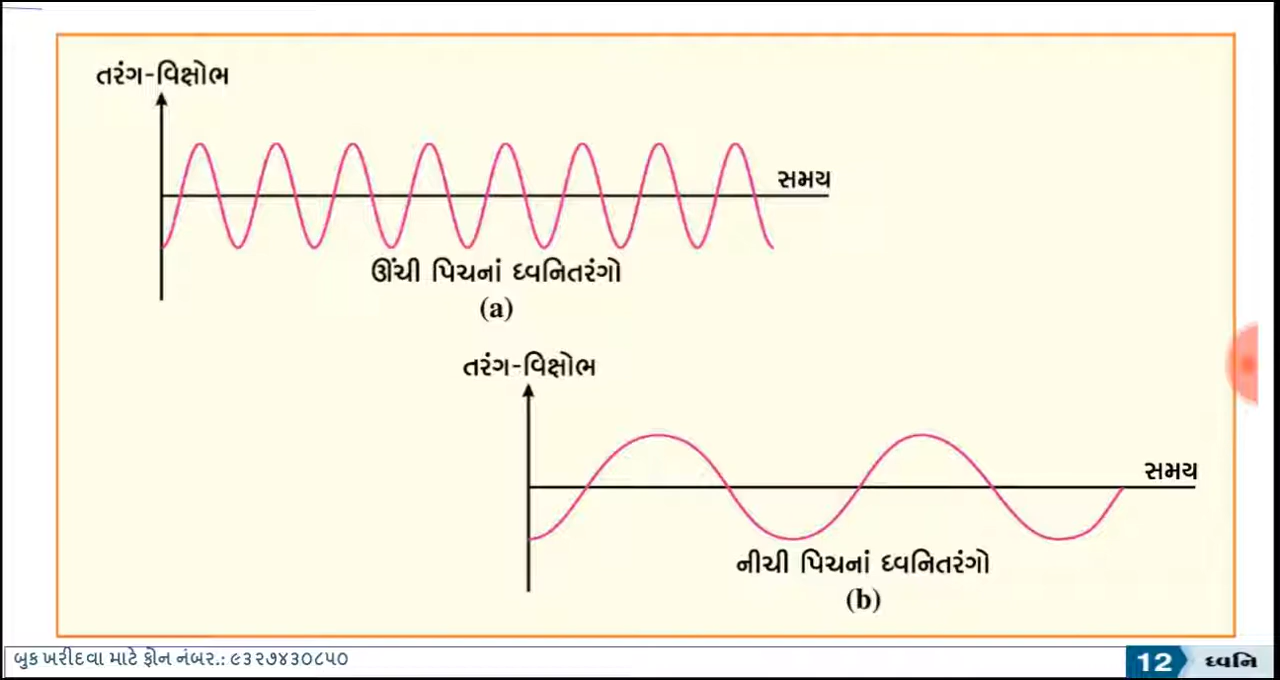 તરંગ-વિક્ષોભ
સમય
ઊંચી પિચનાં ધ્વનિતરંગો
(a)
તરંગ-વિક્ષોભ
સમય
નીચી પિચનાં ધ્વનિતરંગો
(b)
બુક ખરીદવા માટે ફોન નંબર.: ૯૩૨૭૪૩૦૮૫૦
12 ધ્વનિ